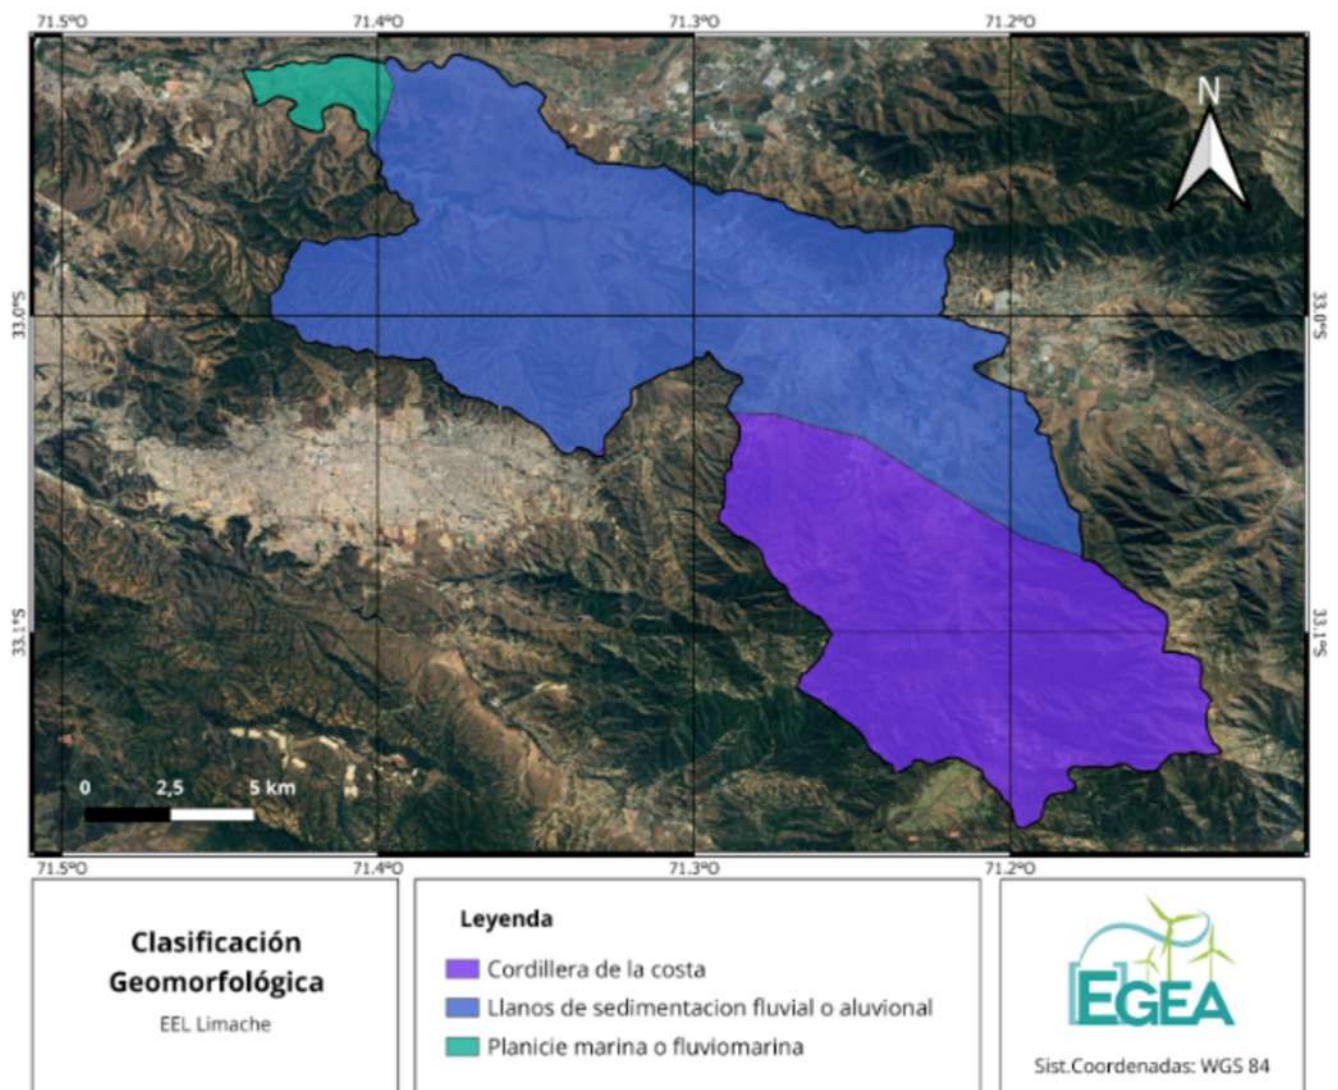 71.5°O 71.4°O 71.3°O 71.2°O
N
33.0°S 33.0°S
33.1°S 33.1°S
0 2,5 5 km
71.5°O 71.4°O 71.3°O 71.2°O
Clasificación
Geomorfológica
EEL Limache
Leyenda
Cordillera de la costa
Llanos de sedimentacion fluvial o aluvional
Planicie marina o fluviomarina
EGEA
Sist.Coordenadas: WGS 84